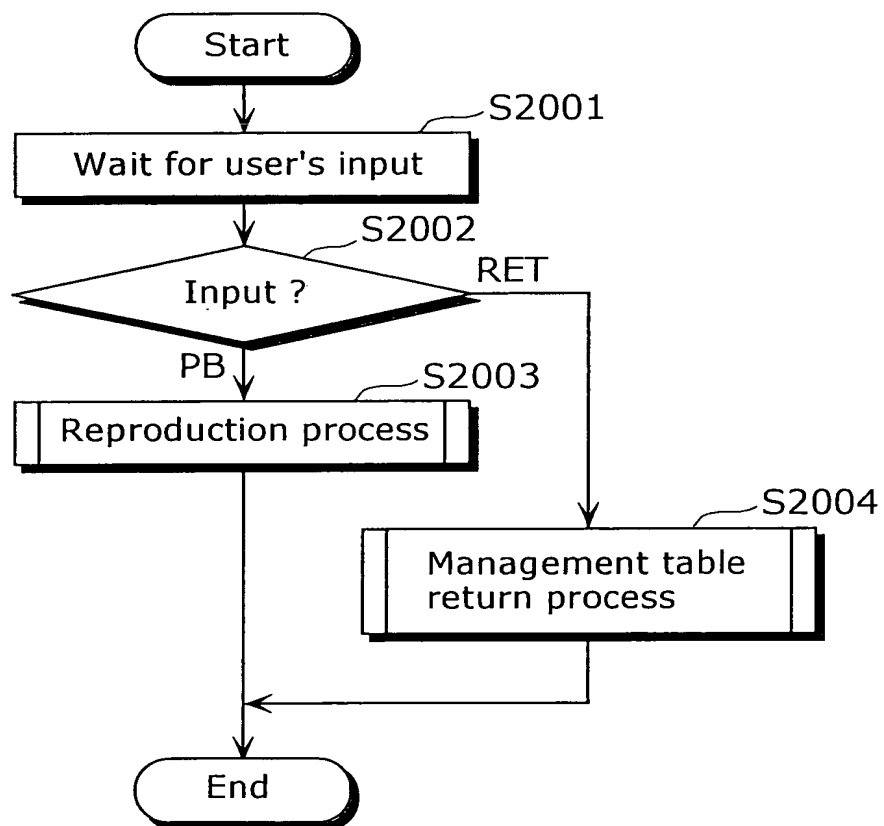 Start
S2001
Wait for user's input
S2002
Input ?
RET
PB
S2003
Reproduction process
S2004
Management table
return process
End